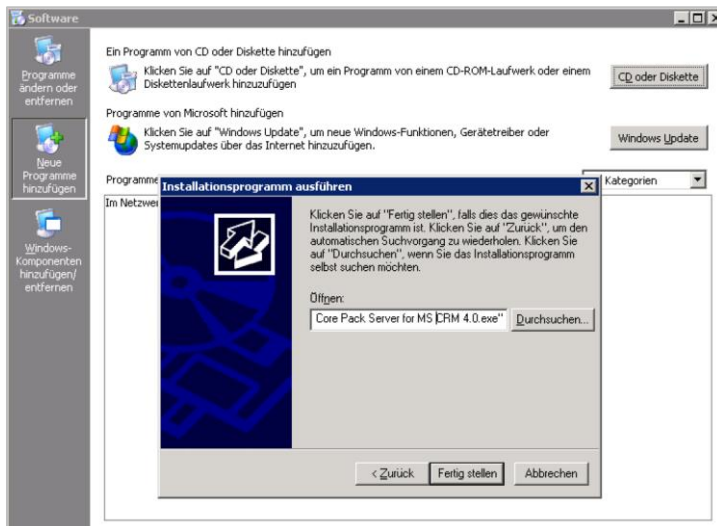 Software
Programme
ändern oder
entfernen
Neue
Programme
hinzufügen
Windows-
Komponenten
hinzufügen/
entfernen
Ein Programm von CD oder Diskette hinzufügen
Klicken Sie auf "CD oder Diskette", um ein Programm von einem CD-ROM-Laufwerk oder einem
Diskettenlaufwerk hinzuzufügen
CD oder Diskette
Programme von Microsoft hinzufügen
Klicken Sie auf "Windows Update", um neue Windows-Funktionen, Gerätetreiber oder
Systemupdates über das Internet hinzuzufügen.
Windows Update
Programme
Kategorien
Im Netzwe
Installationsprogramm ausführen
Klicken Sie auf "Fertig stellen", falls dies das gewünschte
Installationsprogramm ist. Klicken Sie auf "Zurück", um den
automatischen Suchvorgang zu wiederholen. Klicken Sie
auf "Durchsuchen", wenn Sie das Installationsprogramm
selbst suchen möchten.
Öffnen:
Core Pack Server for MS CRM 4.0.exe"
Durchsuchen...
< Zurück
Fertig stellen
Abbrechen